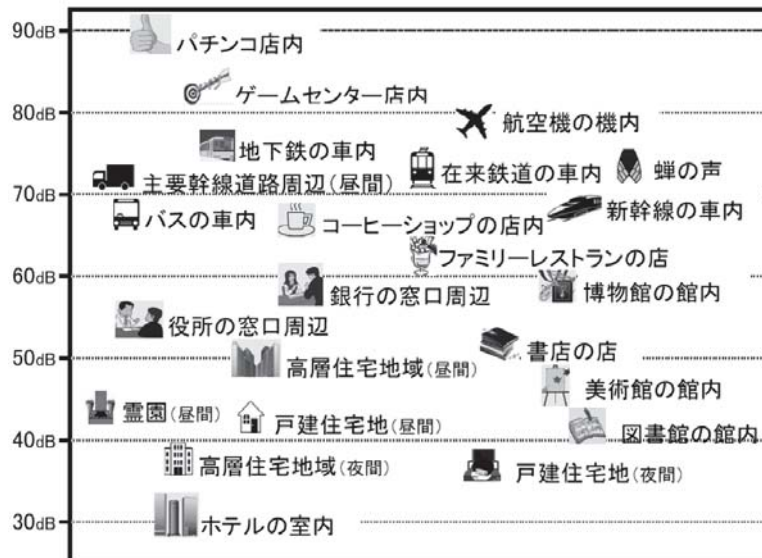 90dB
パチンコ店内
ゲームセンター店内
80dB
航空機の機内
地下鉄の車内
在来鉄道の車内
蝉の声
主要幹線道路周辺(昼間)
70dB
バスの車内
コーヒーショップの店内
新幹線の車内
ファミリーレストランの店
60dB
銀行の窓口周辺
博物館の館内
役所の窓口周辺
書店の店
50dB
高層住宅地域(昼間)
美術館の館内
霊園(昼間)
戸建住宅地(昼間)
図書館の館内
40dB
高層住宅地域(夜間)
戸建住宅地(夜間)
30dB
ホテルの室内